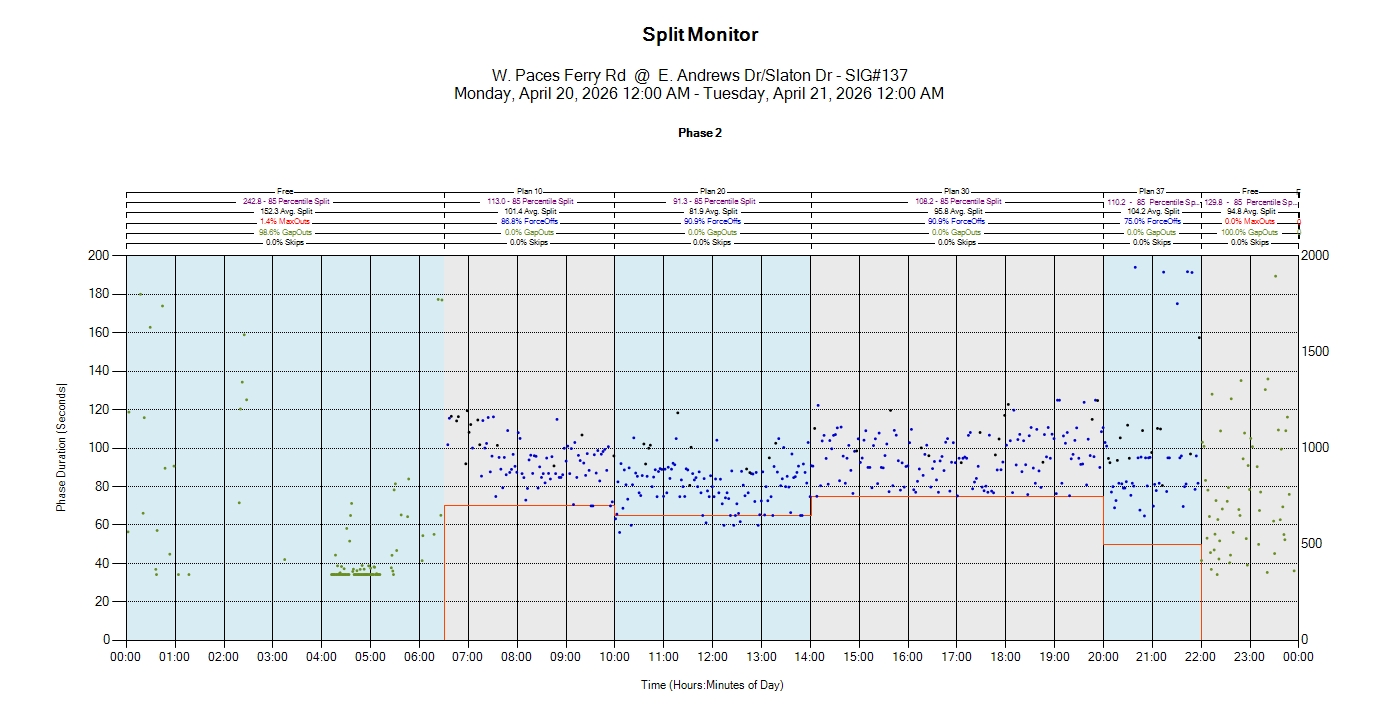 Split Monitor
W. Paces Ferry Rd @ E. Andrews Dr/Slaton Dr - SIG#137
Monday, April 20, 2026 12:00 AM - Tuesday, April 21, 2026 12:00 AM
Phase 2
Free Plan 10 Plan 20 Plan 30 Plan 37 Free F
242.8 - 85 Percentile Split 113.0 - 85 Percentile Split 91.3 - 85 Percentile Split 108.2 - 85 Percentile Split 110.2 - 85 Percentile Sp... 129.8 - 85 Percentile Sp...
152.3 Avg. Split 101.4 Avg. Split 81.9 Avg. Split 95.8 Avg. Split 104.2 Avg. Split 94.8 Avg. Split
1.4% MaxOuts 86.8% ForceOffs 90.9% ForceOffs 90.9% ForceOffs 75.0% ForceOffs 0.0% MaxOuts
98.6% GapOuts 0.0% GapOuts 0.0% GapOuts 0.0% GapOuts 0.0% GapOuts 100.0% GapOuts
0.0% Skips 0.0% Skips 0.0% Skips 0.0% Skips 0.0% Skips 0.0% Skips
200 2000
180
160
1500
140
120
100 1000
80
60
500
40
20
0 0
Phase Duration (Seconds)
00:00 01:00 02:00 03:00 04:00 05:00 06:00 07:00 08:00 09:00 10:00 11:00 12:00 13:00 14:00 15:00 16:00 17:00 18:00 19:00 20:00 21:00 22:00 23:00 00:00
Time (Hours:Minutes of Day)